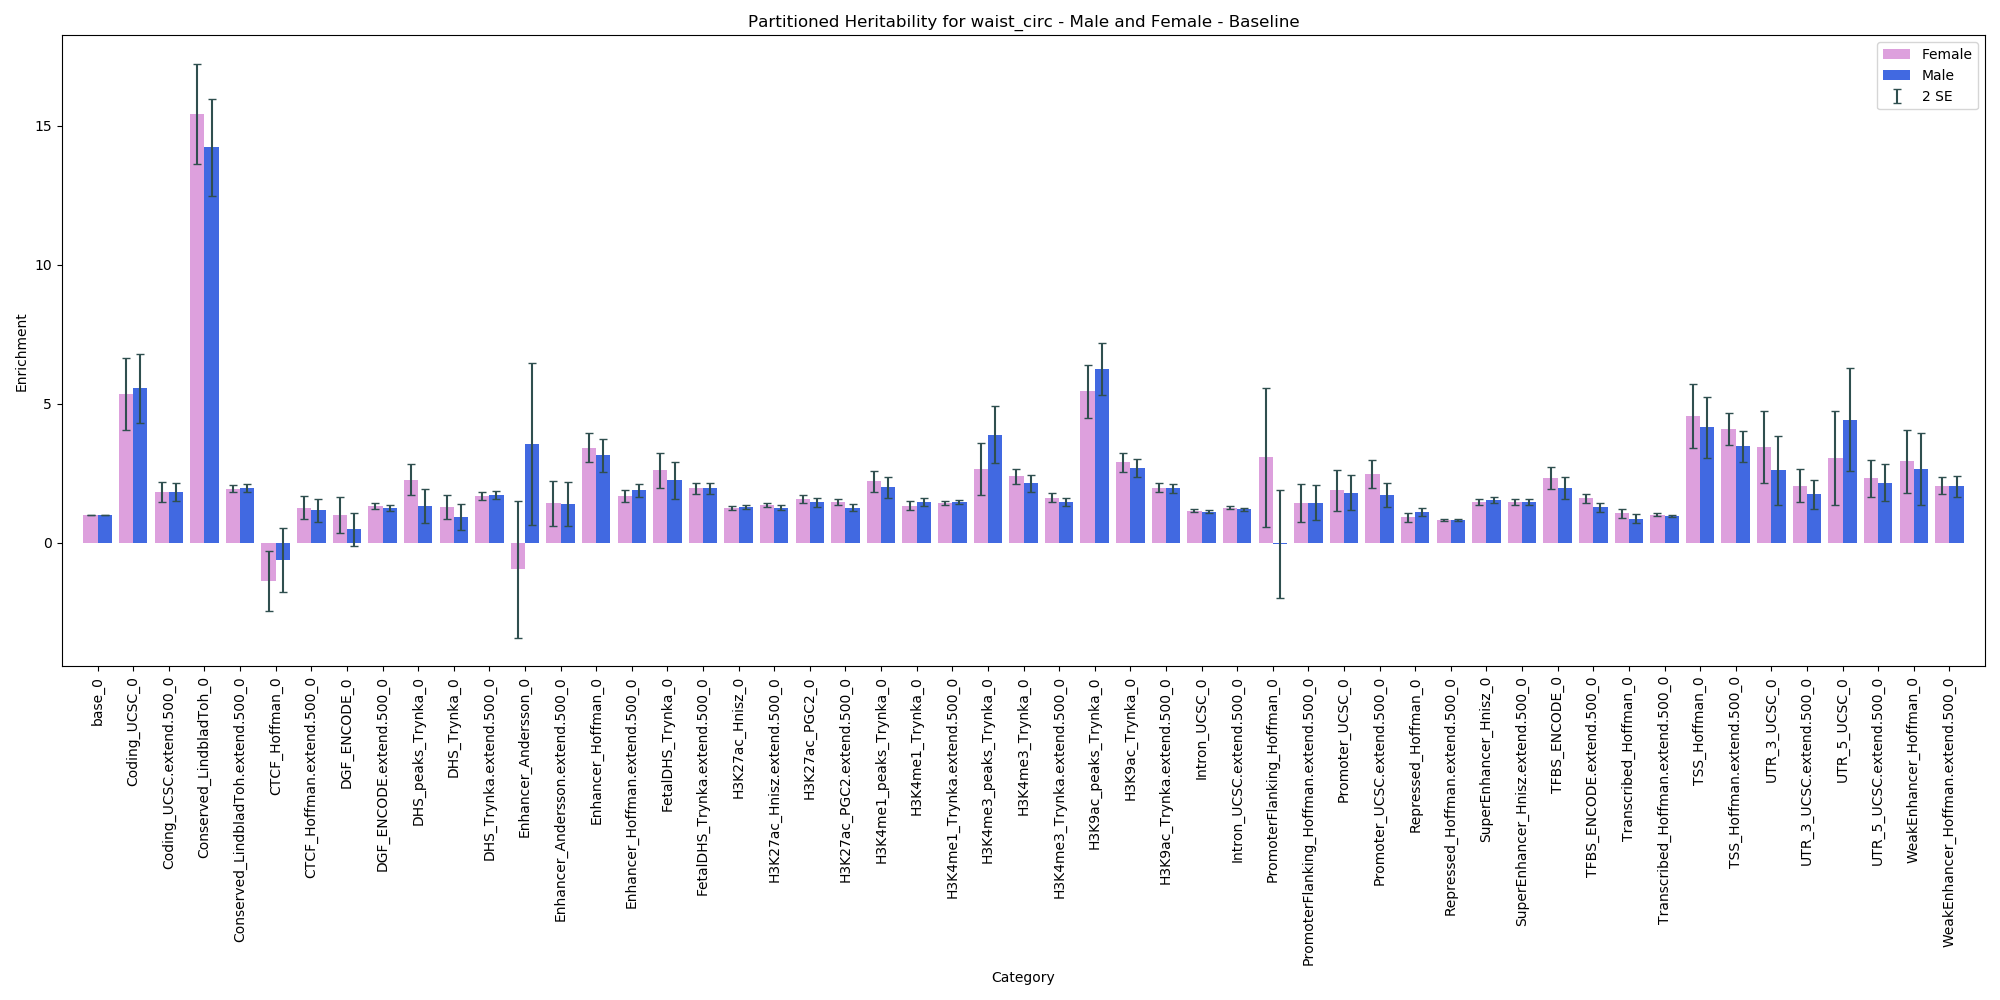 Partitioned Heritability for waist_circ - Male and Female - Baseline
Female
Male
2 SE
Enrichment
15
10
5
0
base_0
Coding_UCSC_0
Coding_UCSC.extend.500_0
Conserved_LindbladToh_0
Conserved_LindbladToh.extend.500_0
CTCF_Hoffman_0
CTCF_Hoffman.extend.500_0
DGF_ENCODE_0
DGF_ENCODE.extend.500_0
DHS_peaks_Trynka_0
DHS_Trynka_0
DHS_Trynka.extend.500_0
Enhancer_Andersson_0
Enhancer_Andersson.extend.500_0
Enhancer_Hoffman_0
Enhancer_Hoffman.extend.500_0
FetalDHS_Trynka_0
FetalDHS_Trynka.extend.500_0
H3K27ac_Hnisz_0
H3K27ac_Hnisz.extend.500_0
H3K27ac_PGC2_0
H3K27ac_PGC2.extend.500_0
H3K4me1_peaks_Trynka_0
H3K4me1_Trynka_0
H3K4me1_Trynka.extend.500_0
H3K4me3_peaks_Trynka_0
H3K4me3_Trynka_0
H3K4me3_Trynka.extend.500_0
H3K9ac_peaks_Trynka_0
H3K9ac_Trynka_0
H3K9ac_Trynka.extend.500_0
Intron_UCSC_0
Intron_UCSC.extend.500_0
PromoterFlanking_Hoffman_0
PromoterFlanking_Hoffman.extend.500_0
Promoter_UCSC_0
Promoter_UCSC.extend.500_0
Repressed_Hoffman_0
Repressed_Hoffman.extend.500_0
SuperEnhancer_Hnisz_0
SuperEnhancer_Hnisz.extend.500_0
TFBS_ENCODE_0
TFBS_ENCODE.extend.500_0
Transcribed_Hoffman_0
Transcribed_Hoffman.extend.500_0
TSS_Hoffman_0
TSS_Hoffman.extend.500_0
UTR_3_UCSC_0
UTR_3_UCSC.extend.500_0
UTR_5_UCSC_0
UTR_5_UCSC.extend.500_0
WeakEnhancer_Hoffman_0
WeakEnhancer_Hoffman.extend.500_0
Category